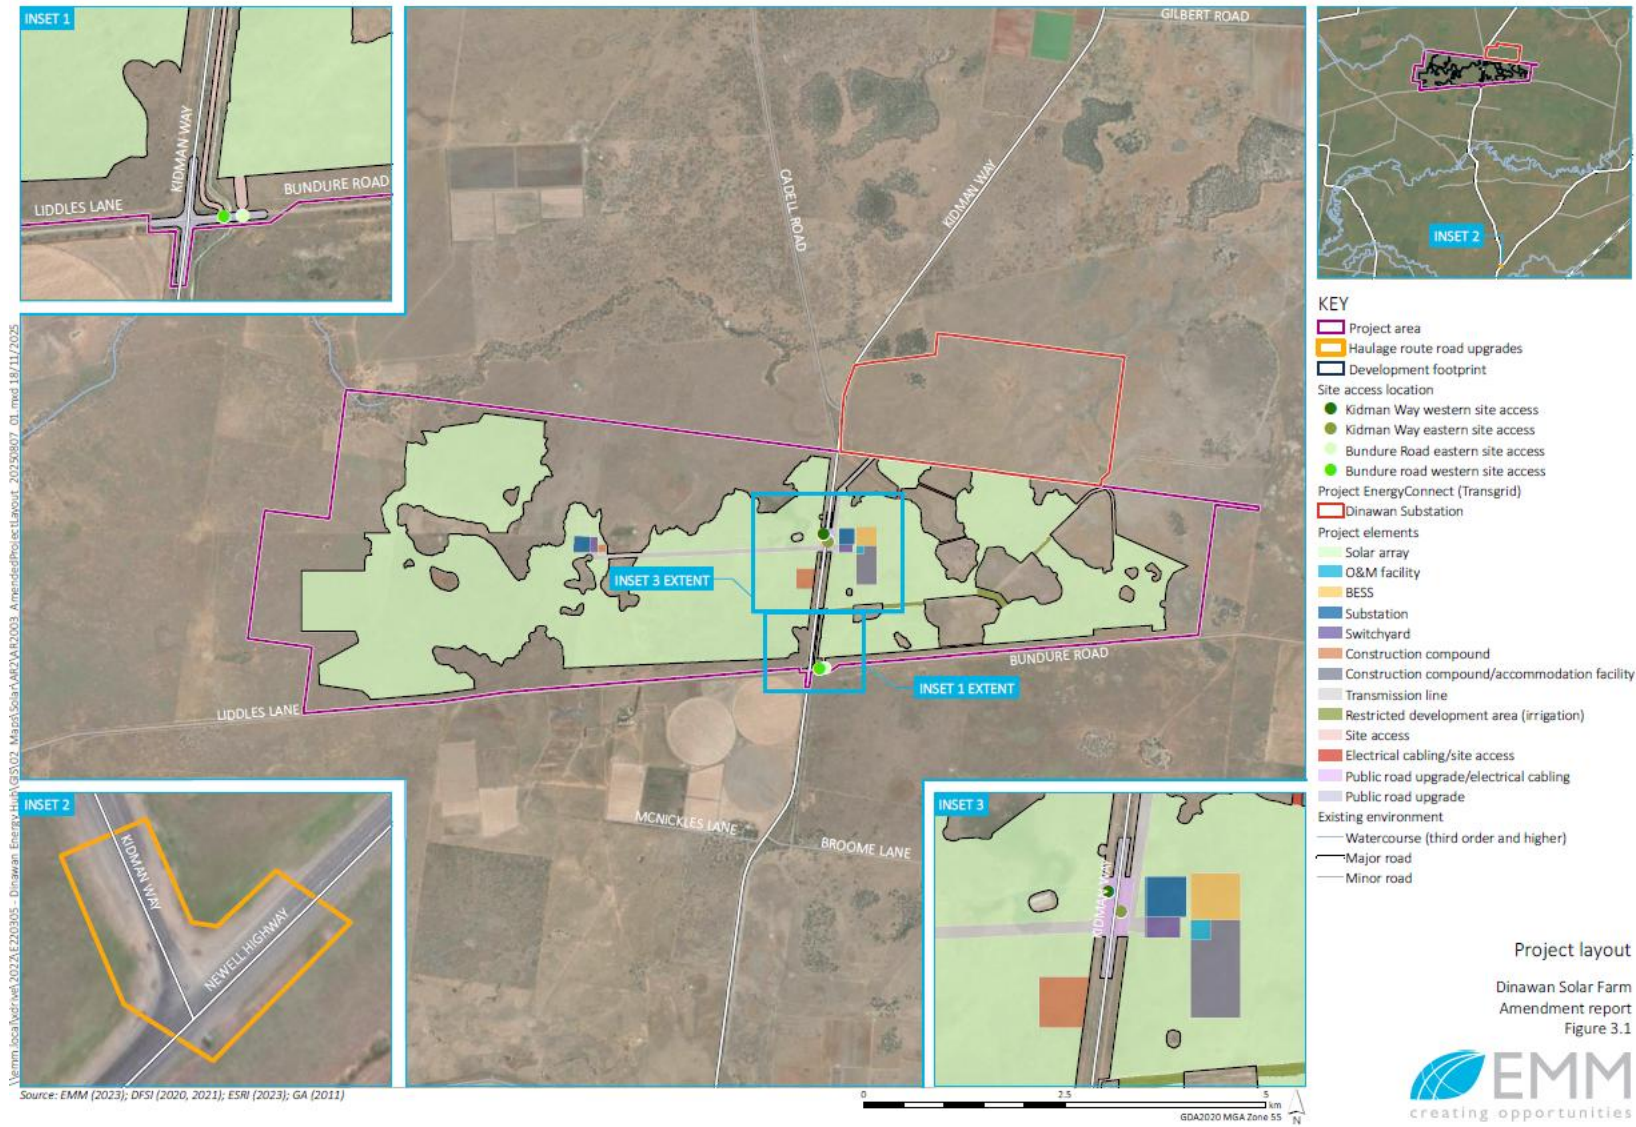 INSET 1
KIDMAN WAY
LIDDLES LANE
BUNDURE ROAD
GILBERT ROAD
CADELL ROAD
KIDMAN WAY
INSET 2
INSET 3 EXTENT
INSET 1 EXTENT
BUNDURE ROAD
LIDDLES LANE
MCNICKLES LANE
BROOME LANE
INSET 2
KIDMAN WAY
NEWELL HIGHWAY
INSET 3
KIDMAN WAY
KEY
Project area
Haulage route road upgrades
Development footprint
Site access location
Kidman Way western site access
Kidman Way eastern site access
Bundure Road eastern site access
Bundure road western site access
Project EnergyConnect (Transgrid)
Dinawan Substation
Project elements
Solar array
O&M facility
BESS
Substation
Switchyard
Construction compound
Construction compound/accommodation facility
Transmission line
Restricted development area (irrigation)
Site access
Electrical cabling/site access
Public road upgrade/electrical cabling
Public road upgrade
Existing environment
Watercourse (third order and higher)
Major road
Minor road
Project layout
Dinawan Solar Farm
Amendment report
Figure 3.1
EMM
creating opportunities
Source: EMM (2023); DFSI (2020, 2021); ESRI (2023); GA (2011)
0 2.5 5
km
GDA2020 MGA Zone 55
N